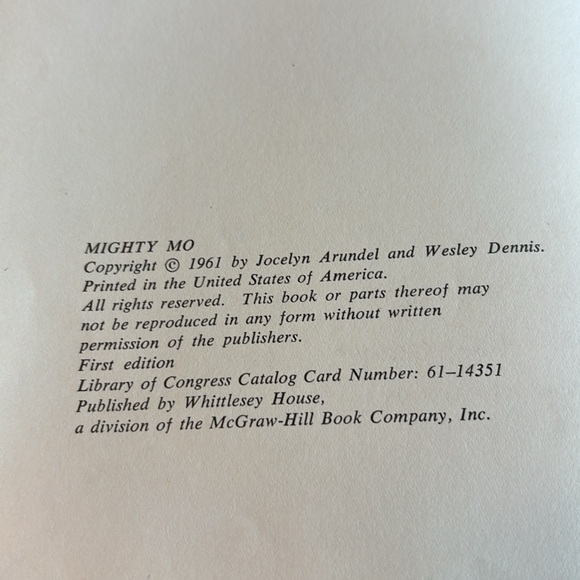 MIGHTY MO
Copyright © 1961 by Jocelyn Arundel and Wesley Dennis.
Printed in the United States of America.
All rights reserved. This book or parts thereof may
not be reproduced in any form without written
permission of the publishers.
First edition
Library of Congress Catalog Card Number: 61–14351
Published by Whittlesey House,
a division of the McGraw-Hill Book Company, Inc.